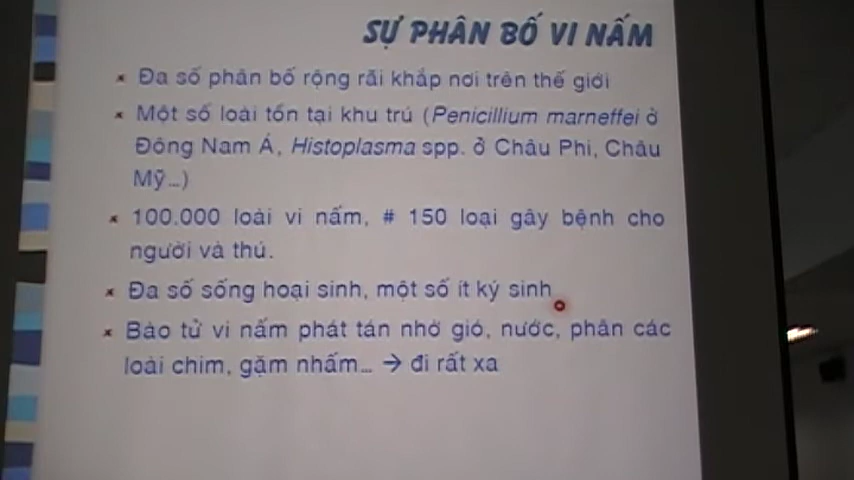 SỰ PHÂN BỐ VI NẤM
Đa số phân bố rộng rãi khắp nơi trên thế giới
Một số loài tồn tại khu trú (Penicillium marneffei ở
Đông Nam Á, Histoplasma spp. ở Châu Phi, Châu
Mỹ…)
100.000 loài vi nấm, # 150 loại gây bệnh cho
người và thú.
Đa số sống hoại sinh, một số ít ký sinh
Bào tử vi nấm phát tán nhờ gió, nước, phân các
loài chim, gặm nhấm… → đi rất xa